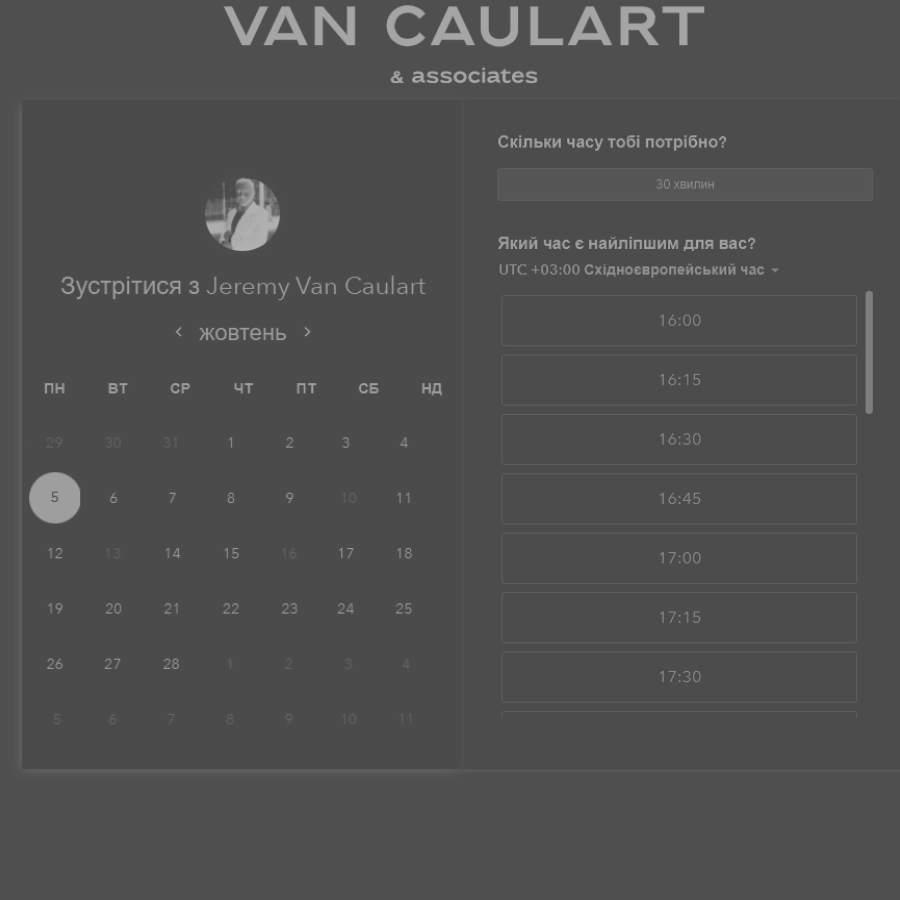 VAN CAULART
& associates
Зустрітися з Jeremy Van Caulart
жовтень
ПН ВТ СР ЧТ ПТ СБ НД
29 30 31 1 2 3 4
5 6 7 8 9 10 11
12 13 14 15 16 17 18
19 20 21 22 23 24 25
26 27 28 1 2 3 4
5 6 7 8 9 10 11
Скільки часу тобі потрібно?
30 хвилин
Який час є найліпшим для вас?
UTC +03:00 Східноєвропейський час
16:00
16:15
16:30
16:45
17:00
17:15
17:30